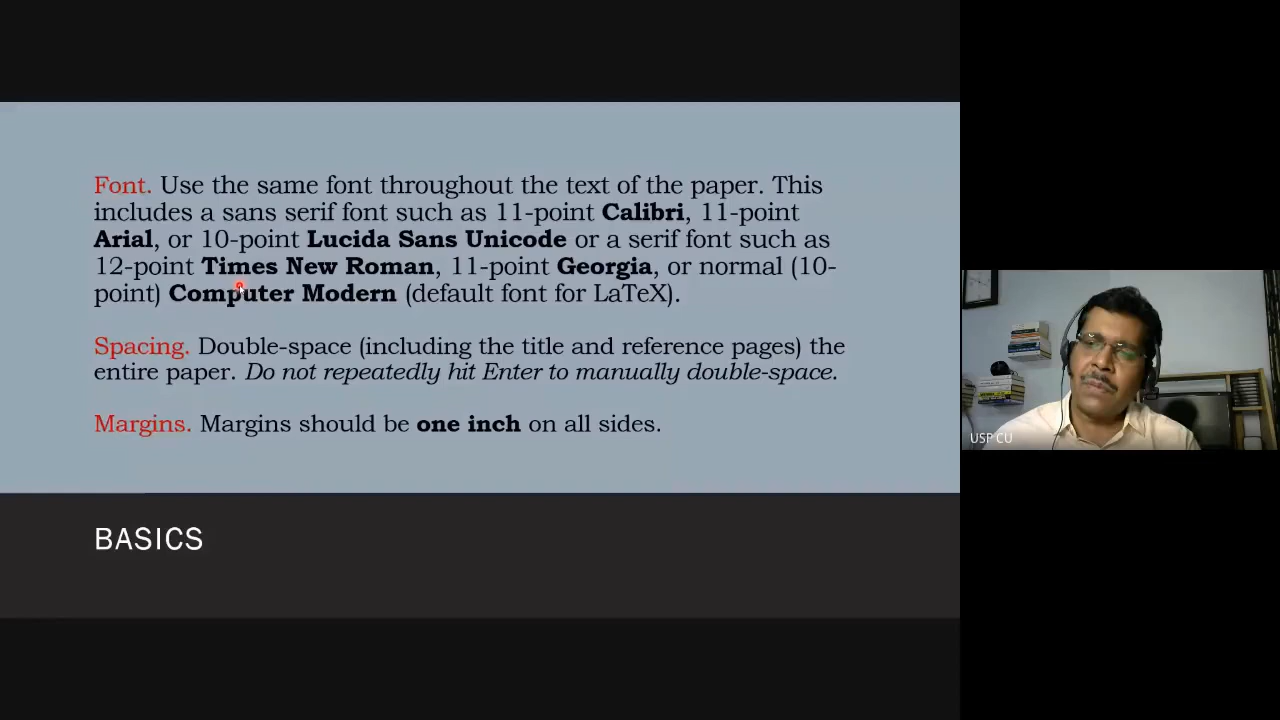 Font. Use the same font throughout the text of the paper. This
includes a sans serif font such as 11-point Calibri, 11-point
Arial, or 10-point Lucida Sans Unicode or a serif font such as
12-point Times New Roman, 11-point Georgia, or normal (10-
point) Computer Modern (default font for LaTeX).
Spacing. Double-space (including the title and reference pages) the
entire paper. Do not repeatedly hit Enter to manually double-space.
Margins. Margins should be one inch on all sides.
BASICS
USP CU